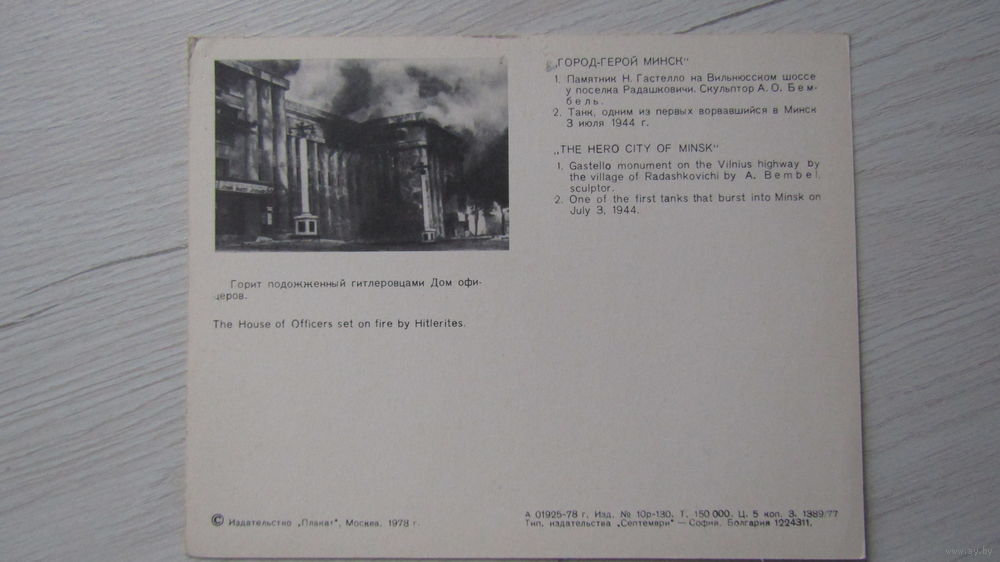 Горит подожженный гитлеровцами Дом офи-
церов.
The House of Officers set on fire by Hitlerites.
© Издательство „Плакат“, Москва. 1978 г.
„ГОРОД-ГЕРОЙ МИНСК“
1. Памятник Н. Гастелло на Вильнюсском шоссе
у поселка Радашковичи. Скульптор А. О. Бем-
бель.
2. Танк, одним из первых ворвавшийся в Минск
3 июля 1944 г.
„THE HERO CITY OF MINSK“
1. Gastello monument on the Vilnius highway by
the village of Radashkovichi by A. Bembel,
sculptor.
2. One of the first tanks that burst into Minsk on
July 3, 1944.
А 01925-78 г. Изд. № 10р-130. Т. 150 000. Ц. 5 коп. З. 1389/77
Тип. издательства „Септември“ — София. Болгария 1224311.
www.ay.by